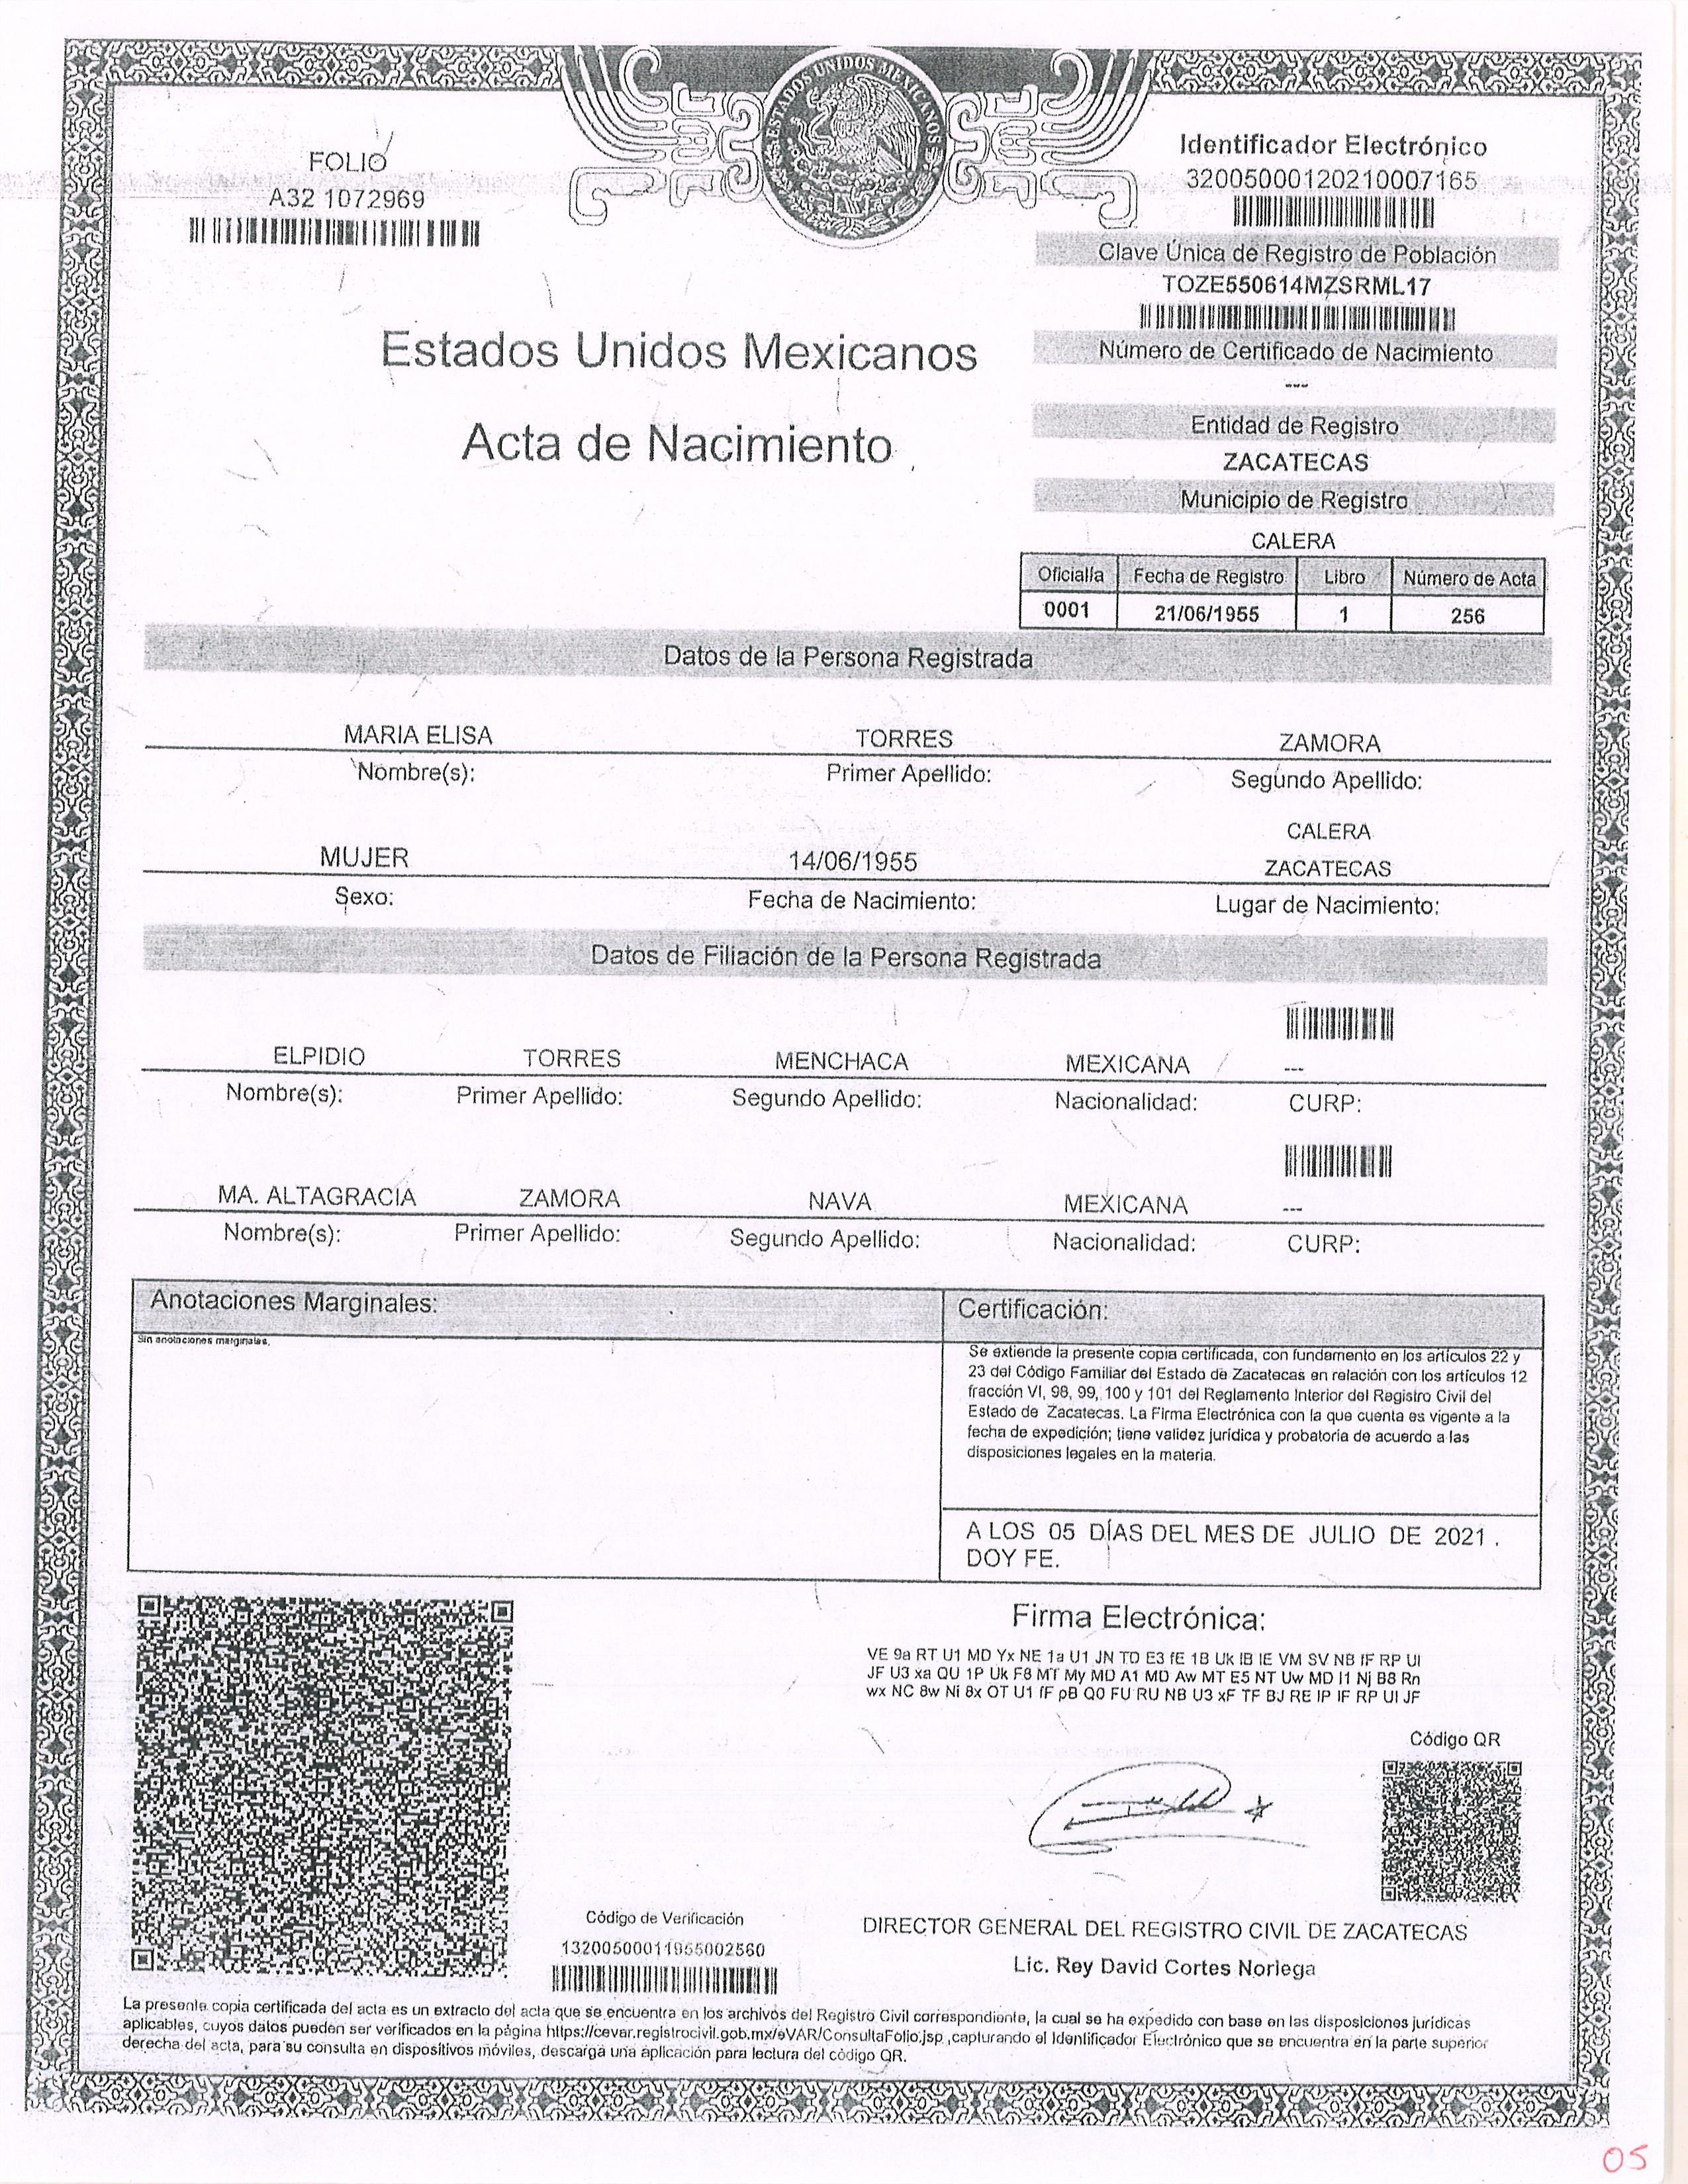 ESTADOS UNIDOS MEXICANOS
FOLIO
A32 1072969
Identificador Electrónico
32005000120210007165
Clave Única de Registro de Población
TOZE550614MZSRML17
Número de Certificado de Nacimiento
---
Estados Unidos Mexicanos
Acta de Nacimiento
Entidad de Registro
ZACATECAS
Municipio de Registro
CALERA
Oficialía Fecha de Registro Libro Número de Acta
0001 21/06/1955 1 256
Datos de la Persona Registrada
MARIA ELISA TORRES ZAMORA
Nombre(s): Primer Apellido: Segundo Apellido:
CALERA
MUJER 14/06/1955 ZACATECAS
Sexo: Fecha de Nacimiento: Lugar de Nacimiento:
Datos de Filiación de la Persona Registrada
ELPIDIO TORRES MENCHACA MEXICANA ---
Nombre(s): Primer Apellido: Segundo Apellido: Nacionalidad: CURP:
MA. ALTAGRACIA ZAMORA NAVA MEXICANA ---
Nombre(s): Primer Apellido: Segundo Apellido: Nacionalidad: CURP:
Anotaciones Marginales:
Sin anotaciones marginales.
Certificación:
Se extiende la presente copia certificada, con fundamento en los artículos 22 y
23 del Código Familiar del Estado de Zacatecas en relación con los artículos 12
fracción VI, 98, 99, 100 y 101 del Reglamento Interior del Registro Civil del
Estado de Zacatecas. La Firma Electrónica con la que cuenta es vigente a la
fecha de expedición; tiene validez jurídica y probatoria de acuerdo a las
disposiciones legales en la materia.
A LOS 05 DÍAS DEL MES DE JULIO DE 2021 .
DOY FE.
Firma Electrónica:
VE 9a RT U1 MD Yx NE 1a U1 JN TO E3 fE 1B Uk IB IE VM SV NB IF RP UI
JF U3 xa QU 1P Uk F8 MT My MD A1 MD Aw MT E5 NT Uw MD I1 Nj B8 Rn
wx NC 8w Ni 8x OT U1 fF pB Q0 FU RU NB U3 xF TF BJ RE IP IF RP UI JF
Código QR
Código de Verificación
13200500011955002560
DIRECTOR GENERAL DEL REGISTRO CIVIL DE ZACATECAS
Lic. Rey David Cortes Noriega
La presente copia certificada del acta es un extracto del acta que se encuentra en los archivos del Registro Civil correspondiente, la cual se ha expedido con base en las disposiciones jurídicas
aplicables, cuyos datos pueden ser verificados en la página https://cevar.registrocivil.gob.mx/eVAR/ConsultaFolio.jsp ,capturando el Identificador Electrónico que se encuentra en la parte superior
derecha del acta, para su consulta en dispositivos móviles, descarga una aplicación para lectura del código QR.
05